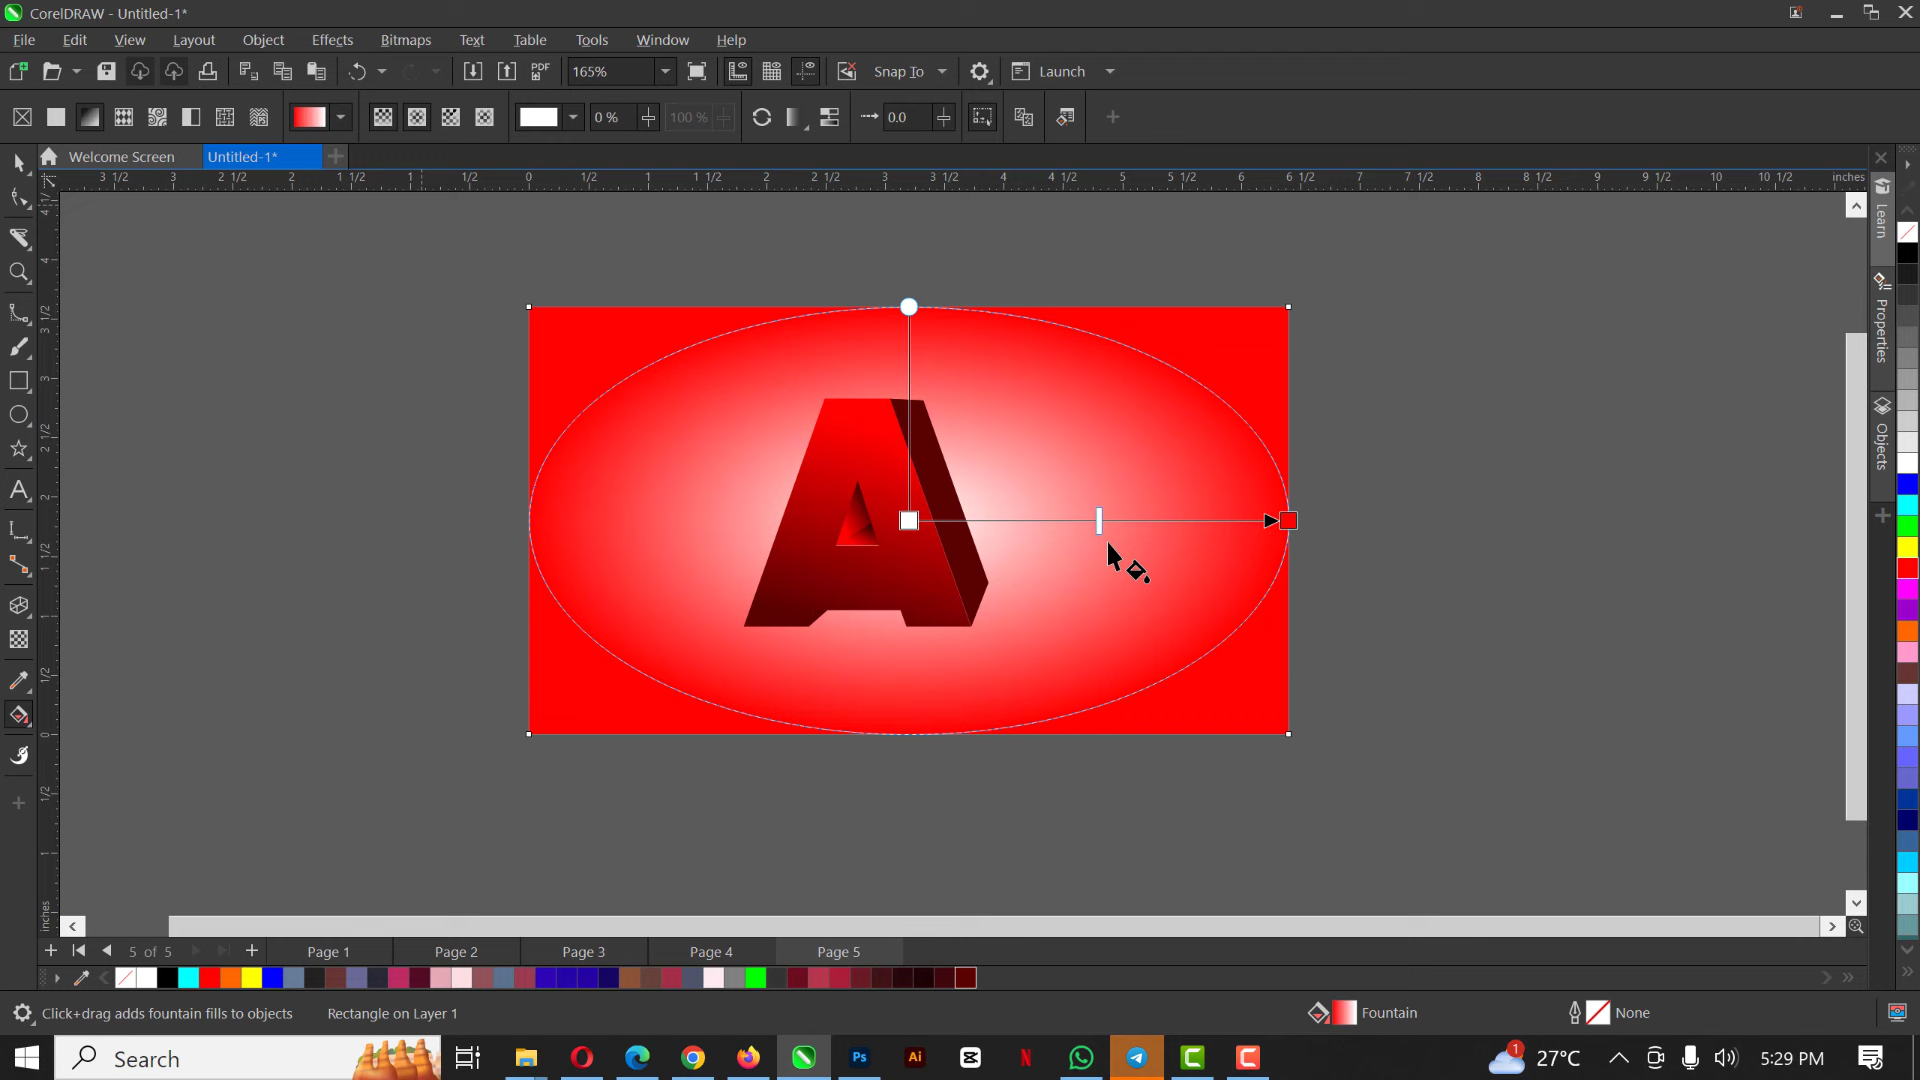 CorelDRAW - Untitled-1*
File Edit View Layout Object Effects Bitmaps Text Table Tools Window Help
PDF 165% Snap To Launch
0 % 100 % 0.0
Welcome Screen Untitled-1*
3 1/2 3 2 1/2 2 1 1/2 1 1/2 0 1/2 1 1 1/2 2 2 1/2 3 3 1/2 4 4 1/2 5 5 1/2 6 6 1/2 7 7 1/2 8 8 1/2 9 9 1/2 10 10 1/2 inches
Learn
Properties
Objects
A
inches
5 of 5 Page 1 Page 2 Page 3 Page 4 Page 5
Click+drag adds fountain fills to objects Rectangle on Layer 1 Fountain None
Search Ps Ai N 1 27°C 5:29 PM